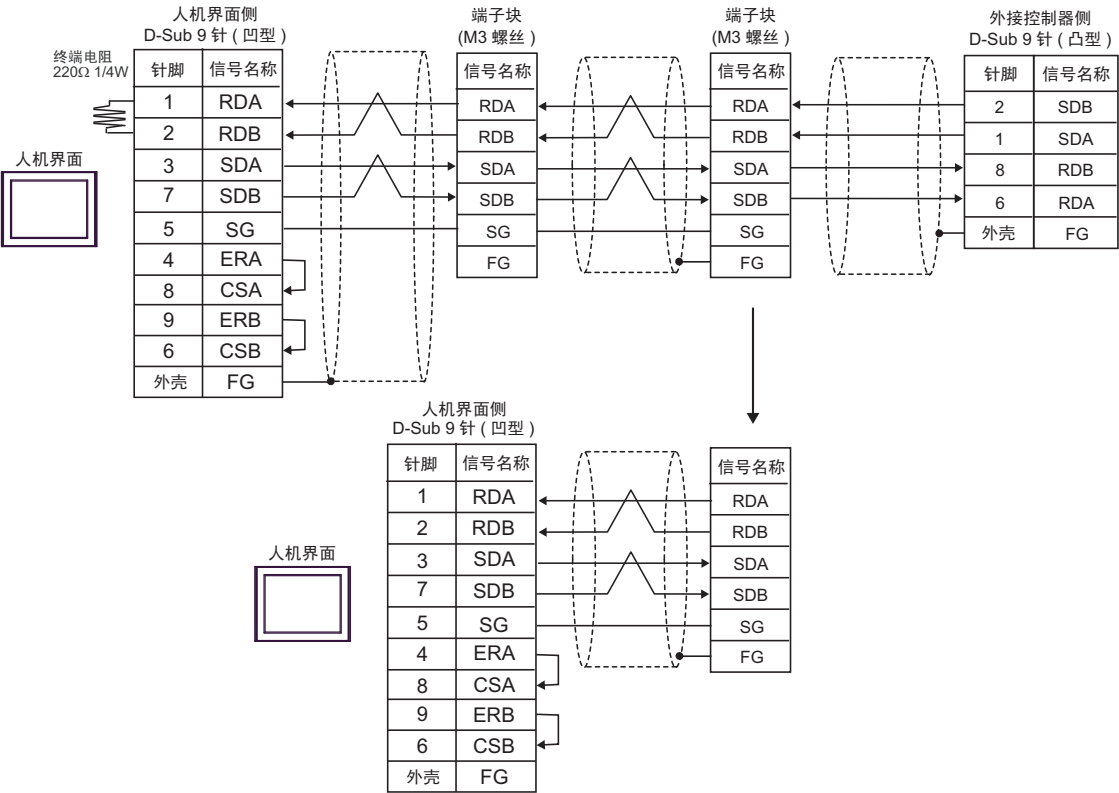 人机界面侧
D-Sub 9 针 ( 凹型 )
终端电阻
220Ω 1/4W
针脚 信号名称
1 RDA
2 RDB
3 SDA
7 SDB
5 SG
4 ERA
8 CSA
9 ERB
6 CSB
外壳 FG
人机界面
端子块
(M3 螺丝 )
信号名称
RDA
RDB
SDA
SDB
SG
FG
端子块
(M3 螺丝 )
信号名称
RDA
RDB
SDA
SDB
SG
FG
外接控制器侧
D-Sub 9 针 ( 凸型 )
针脚 信号名称
2 SDB
1 SDA
8 RDB
6 RDA
外壳 FG
人机界面侧
D-Sub 9 针 ( 凹型 )
针脚 信号名称
1 RDA
2 RDB
3 SDA
7 SDB
5 SG
4 ERA
8 CSA
9 ERB
6 CSB
外壳 FG
人机界面
信号名称
RDA
RDB
SDA
SDB
SG
FG